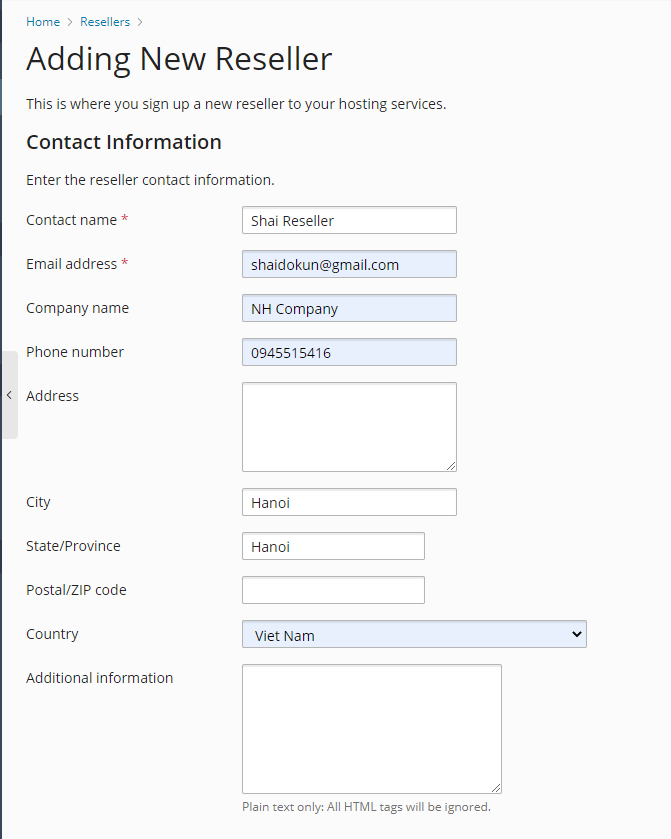 Home > Resellers >
Adding New Reseller
This is where you sign up a new reseller to your hosting services.
Contact Information
Enter the reseller contact information.
Contact name * Shai Reseller
Email address * shaidokun@gmail.com
Company name NH Company
Phone number 0945515416
Address
City Hanoi
State/Province Hanoi
Postal/ZIP code
Country Viet Nam
Additional information
Plain text only: All HTML tags will be ignored.